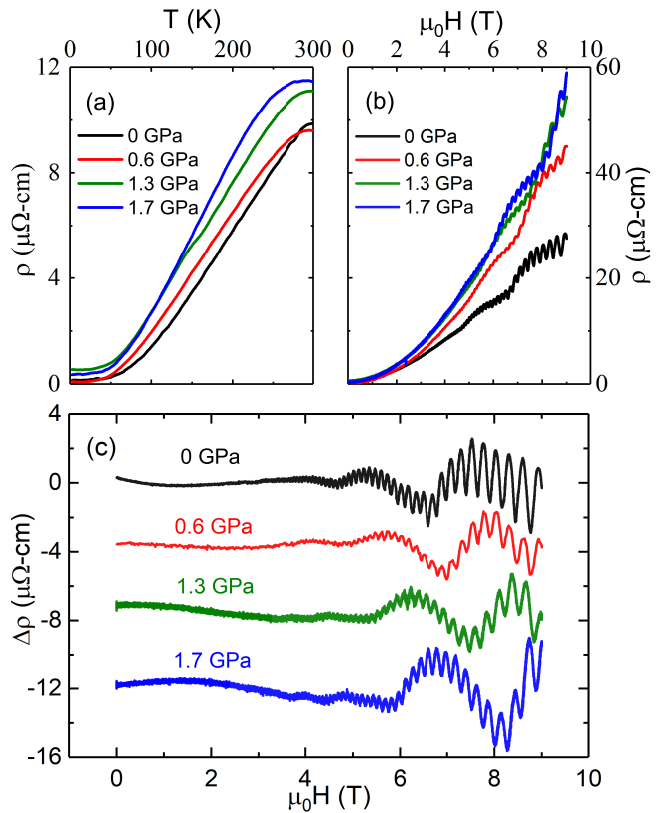 T (K)
μ₀H (T)
0 50 100 150 200 250 300
0 2 4 6 8 10
12
8
4
0
ρ (μΩ-cm)
(a)
0 GPa
0.6 GPa
1.3 GPa
1.7 GPa
(b)
0 GPa
0.6 GPa
1.3 GPa
1.7 GPa
60
40
20
0
ρ (μΩ-cm)
(c)
4
0
-4
-8
-12
-16
Δρ (μΩ-cm)
0 GPa
0.6 GPa
1.3 GPa
1.7 GPa
0 2 4 6 8 10
μ₀H (T)